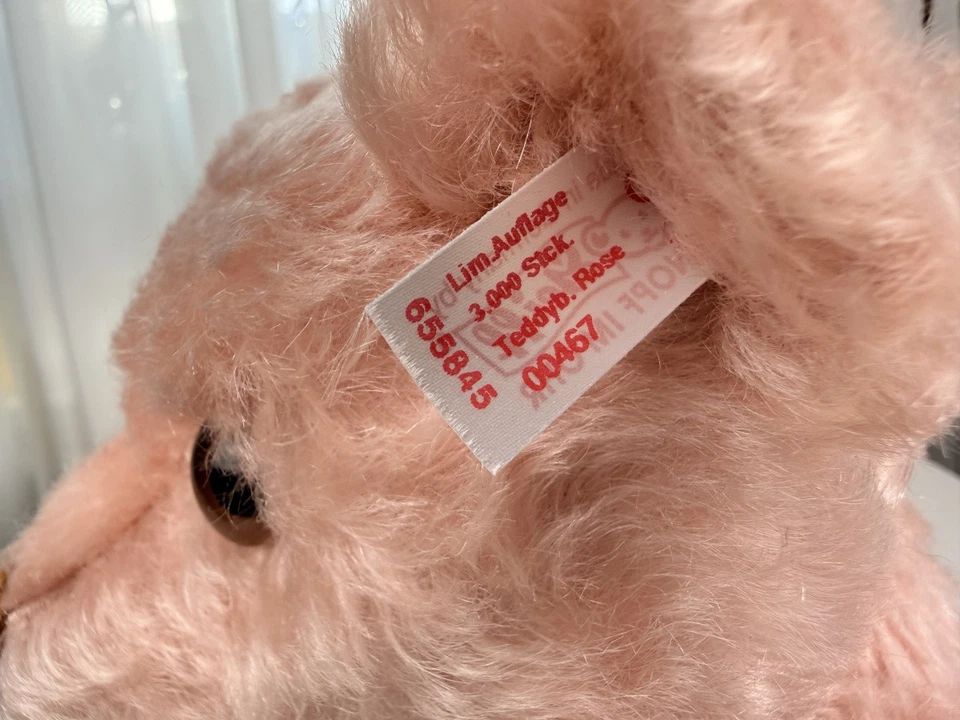 Lim.Auflage
3.000 Stck.
Teddyb. Rose
00467
655845